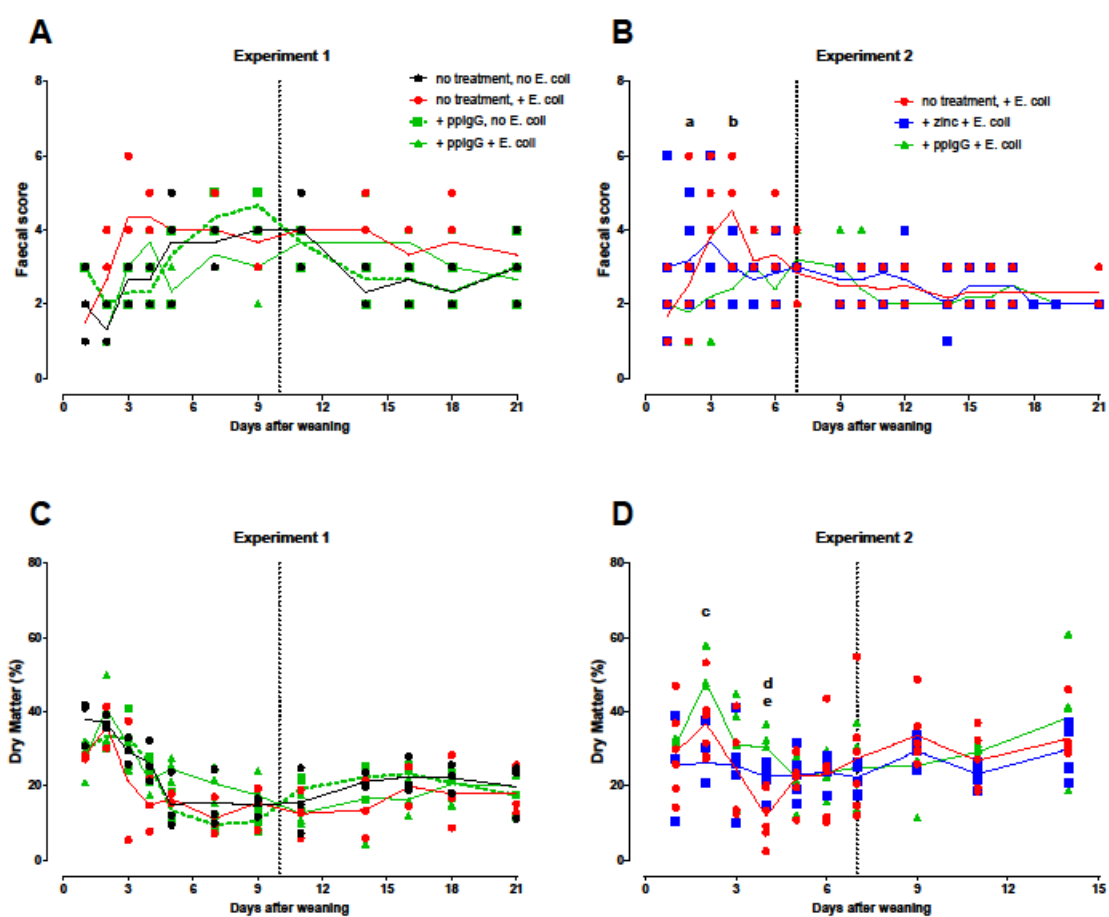 A
Experiment 1
no treatment, no E. coli
no treatment, + E. coli
+ ppIgG, no E. coli
+ ppIgG + E. coli
Faecal score
8
6
4
2
0
0 3 6 9 12 15 18 21
Days after weaning
B
Experiment 2
no treatment, + E. coli
+ zinc + E. coli
+ ppIgG + E. coli
a b
Faecal score
8
6
4
2
0
0 3 6 9 12 15 18 21
Days after weaning
C
Experiment 1
Dry Matter (%)
80
60
40
20
0
0 3 6 9 12 15 18 21
Days after weaning
D
Experiment 2
c
d
e
Dry Matter (%)
80
60
40
20
0
0 3 6 9 12 15
Days after weaning